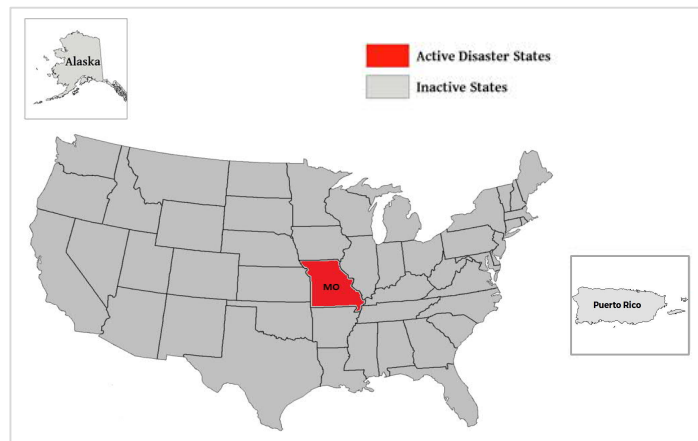 Alaska
Active Disaster States
Inactive States
MO
Puerto Rico